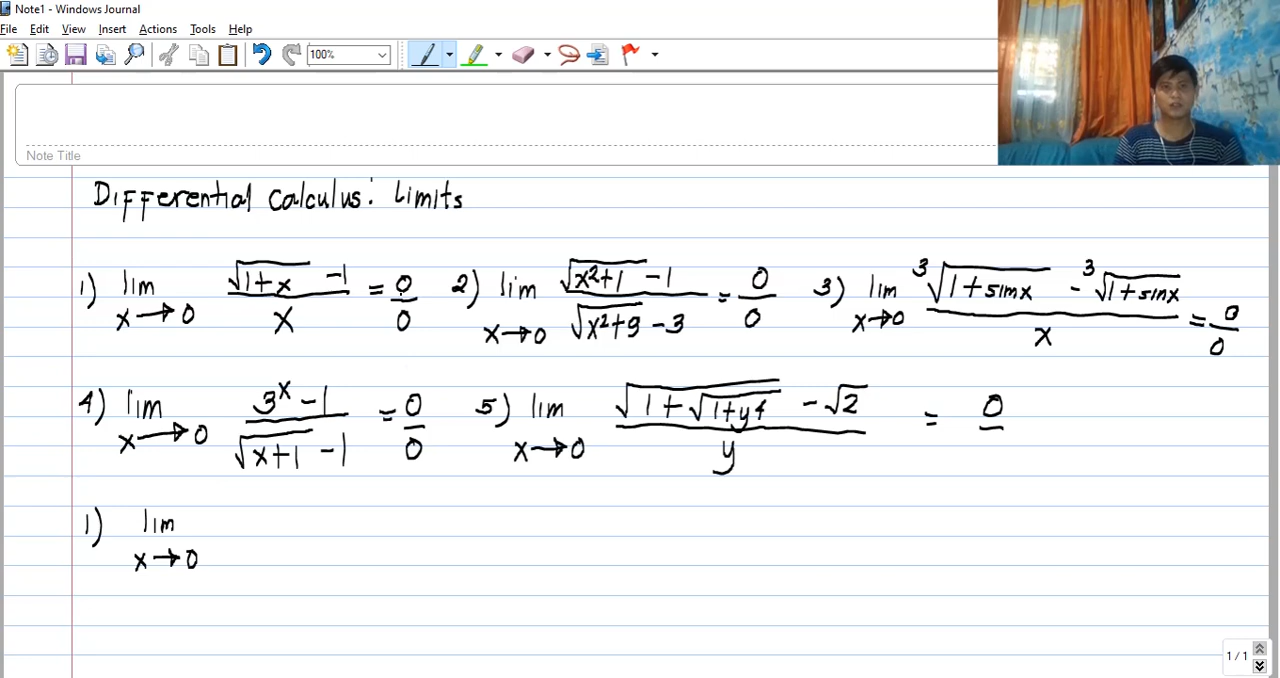 Note1 - Windows Journal
File Edit View Insert Actions Tools Help
100%
Note Title
Differential calculus: Limits
1) lim x→0 (√(1+x) - 1)/x = 0/0 2) lim x→0 (√(x²+1) - 1)/(√(x²+9) - 3) = 0/0 3) lim x→0 (³√(1+sinx) - ³√(1+sinx))/x = 0/0
4) lim x→0 (3^x - 1)/(√(x+1) - 1) = 0/0 5) lim x→0 (√(1+√(1+y4)) - √2)/y = 0/
1) lim x→0
1 / 1